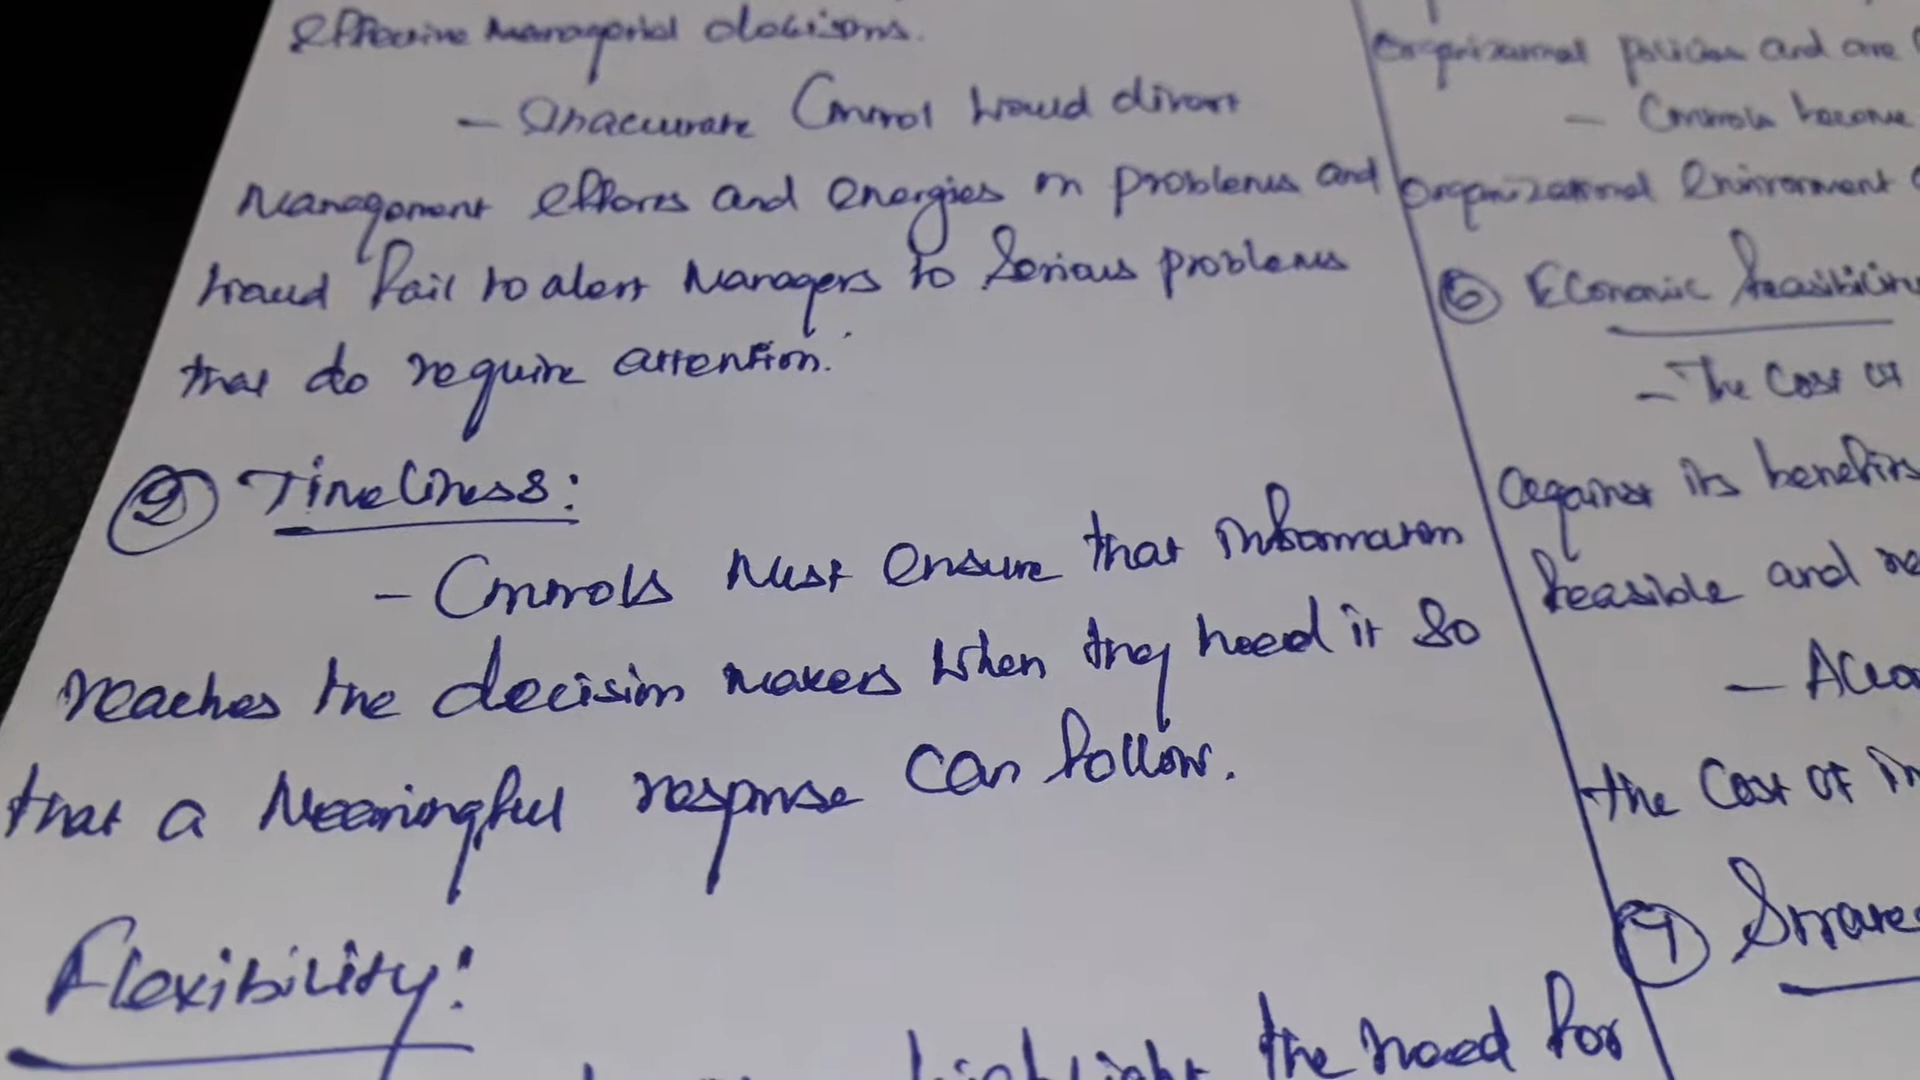 effective managerial decisions.
- Inaccurate Control would divert
management efforts and energies on problems and
would fail to alert managers to serious problems
that do require attention.
② Timeliness:
- Controls must ensure that information
reaches the decision makers when they need it so
that a meaningful response can follow.
Flexibility:
highlight the need for
organizational policies and are
- Controls become
organizational environment
⑥ Economic feasibility
- The cost of
against its benefits
feasible and
the cost of